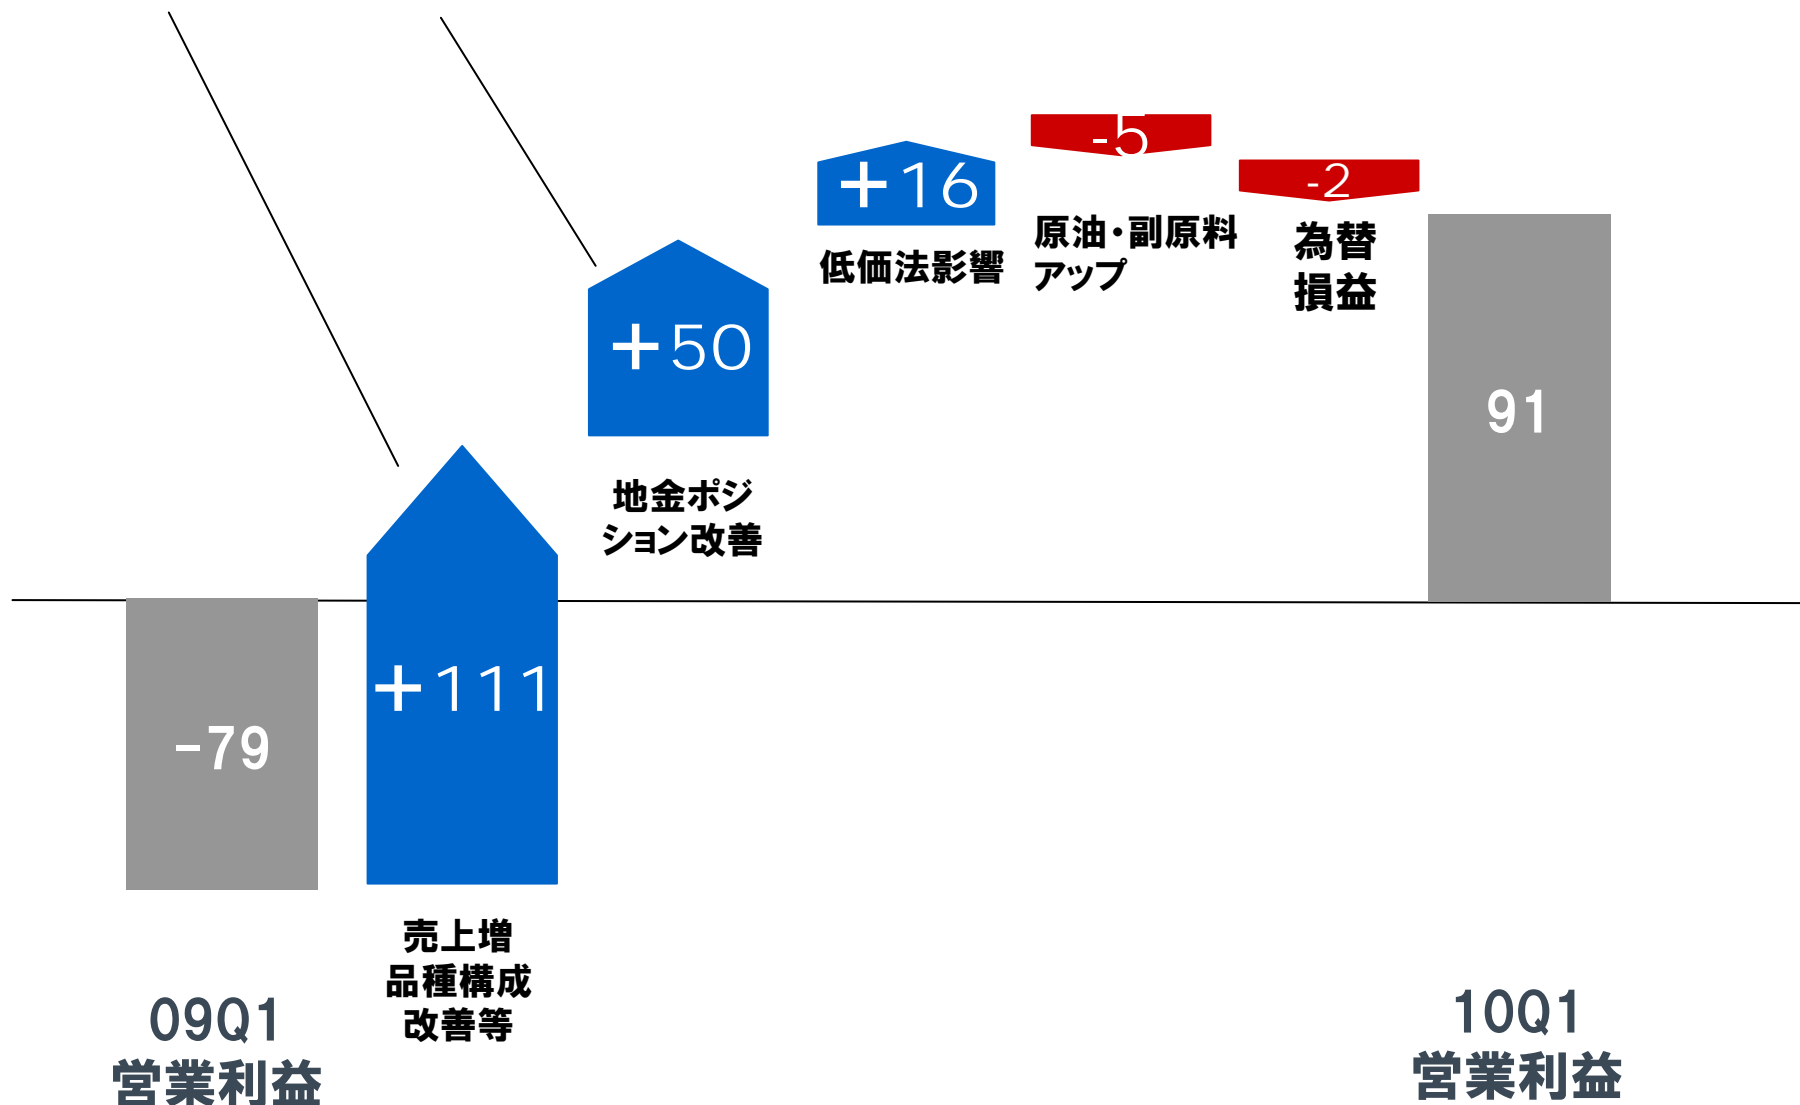 -79
09Q1
営業利益
+111
売上増
品種構成
改善等
+50
地金ポジ
ション改善
+16
低価法影響
-5
原油・副原料
アップ
-2
為替
損益
91
10Q1
営業利益